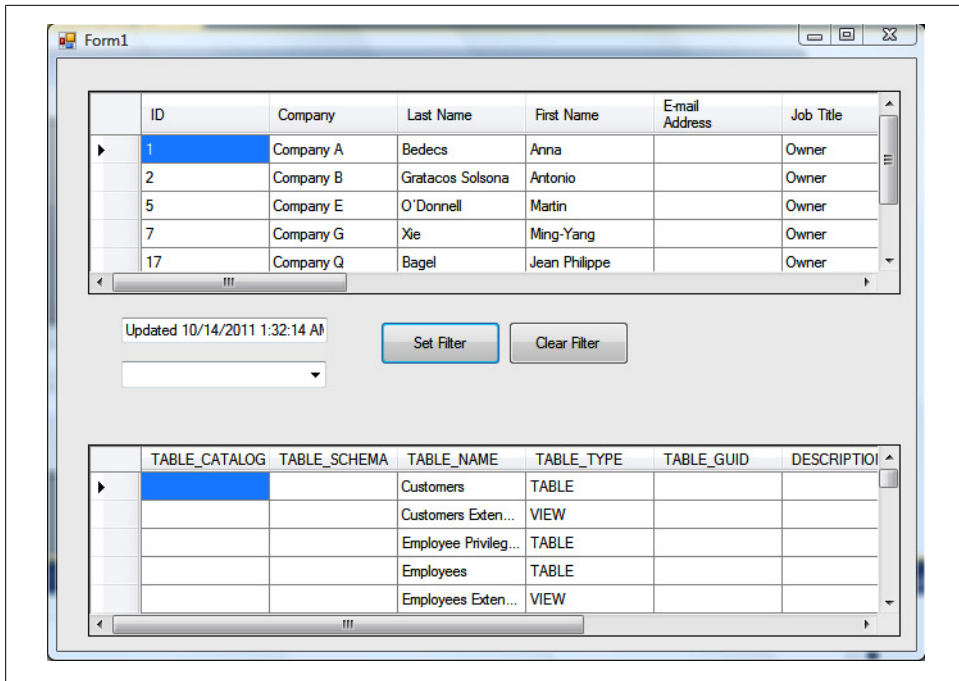 Form1
ID Company Last Name First Name E-mail Address Job Title
1 Company A Bedecs Anna Owner
2 Company B Gratacos Solsona Antonio Owner
5 Company E O'Donnell Martin Owner
7 Company G Xie Ming-Yang Owner
17 Company Q Bagel Jean Philippe Owner
Updated 10/14/2011 1:32:14 AM
Set Filter Clear Filter
TABLE_CATALOG TABLE_SCHEMA TABLE_NAME TABLE_TYPE TABLE_GUID DESCRIPTION
Customers TABLE
Customers Exten... VIEW
Employee Privileg... TABLE
Employees TABLE
Employees Exten... VIEW